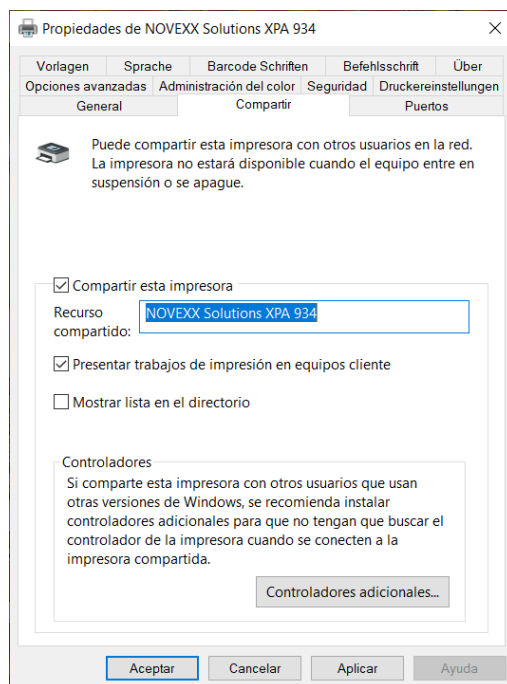 Propiedades de NOVEXX Solutions XPA 934
Vorlagen Sprache Barcode Schriften Befehlsschrift Über
Opciones avanzadas Administración del color Seguridad Druckereinstellungen
General Compartir Puertos
Puede compartir esta impresora con otros usuarios en la red.
La impresora no estará disponible cuando el equipo entre en
suspensión o se apague.
Compartir esta impresora
Recurso
compartido:
NOVEXX Solutions XPA 934
Presentar trabajos de impresión en equipos cliente
Mostrar lista en el directorio
Controladores
Si comparte esta impresora con otros usuarios que usan
otras versiones de Windows, se recomienda instalar
controladores adicionales para que no tengan que buscar el
controlador de la impresora cuando se conecten a la
impresora compartida.
Controladores adicionales...
Aceptar Cancelar Aplicar Ayuda